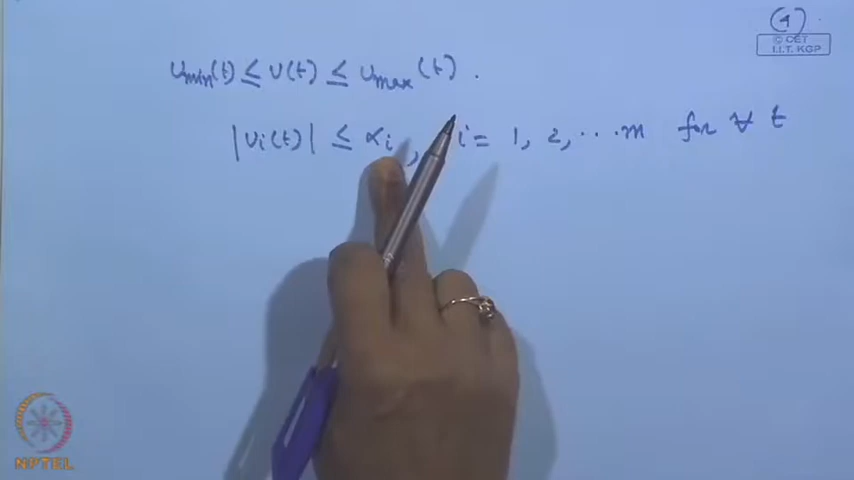 4
© CET
I.I.T. KGP
Umin(t) ≤ U(t) ≤ Umax(t).
|Ui(t)| ≤ αi, i = 1, 2, ... m for ∀ t
NPTEL